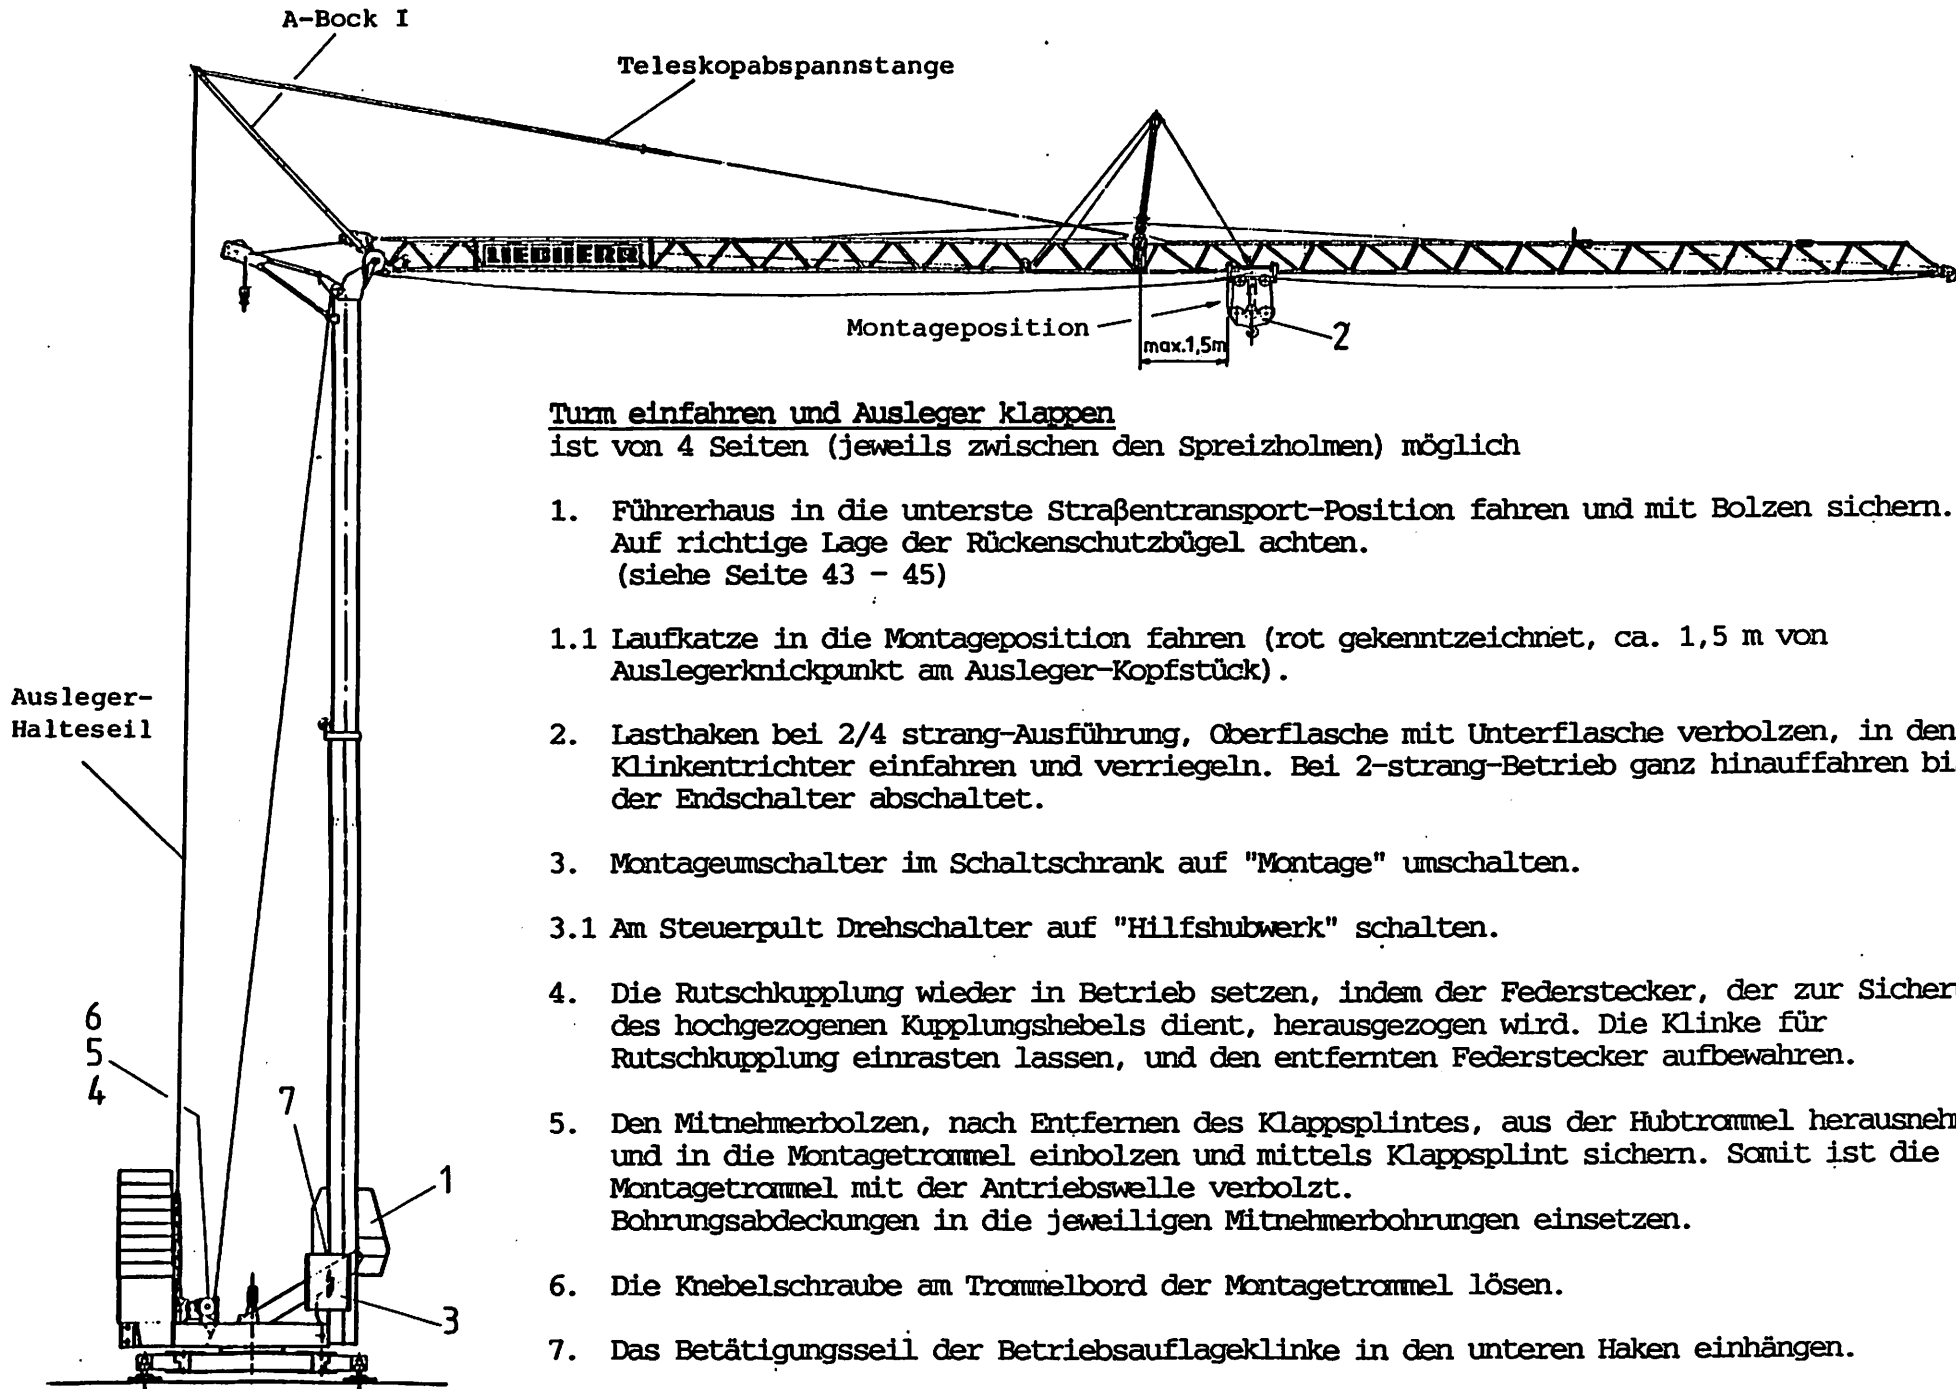 A-Bock I
Teleskopabspannstange
LIEBHERR
Montageposition
2
max.1,5m
Turm einfahren und Ausleger klappen
ist von 4 Seiten (jeweils zwischen den Spreizholmen) möglich
1. Führerhaus in die unterste Straßentransport-Position fahren und mit Bolzen sichern.
Auf richtige Lage der Rückenschutzbügel achten.
(siehe Seite 43 - 45)
1.1 Laufkatze in die Montageposition fahren (rot gekenntzeichnet, ca. 1,5 m von
Auslegerknickpunkt am Ausleger-Kopfstück).
Ausleger-
Halteseil
2. Lasthaken bei 2/4 strang-Ausführung, Oberflasche mit Unterflasche verbolzen, in den
Klinkentrichter einfahren und verriegeln. Bei 2-strang-Betrieb ganz hinauffahren bi
der Endschalter abschaltet.
3. Montageumschalter im Schaltschrank auf "Montage" umschalten.
3.1 Am Steuerpult Drehschalter auf "Hilfshubwerk" schalten.
4. Die Rutschkupplung wieder in Betrieb setzen, indem der Federstecker, der zur Sicher
des hochgezogenen Kupplungshebels dient, herausgezogen wird. Die Klinke für
Rutschkupplung einrasten lassen, und den entfernten Federstecker aufbewahren.
6
5
4
7
5. Den Mitnehmerbolzen, nach Entfernen des Klappsplintes, aus der Hubtrommel herausnehm
und in die Montagetrommel einbolzen und mittels Klappsplint sichern. Somit ist die
Montagetrommel mit der Antriebswelle verbolzt.
Bohrungsabdeckungen in die jeweiligen Mitnehmerbohrungen einsetzen.
1
6. Die Knebelschraube am Trommelbord der Montagetrommel lösen.
3
7. Das Betätigungsseil der Betriebsauflageklinke in den unteren Haken einhängen.